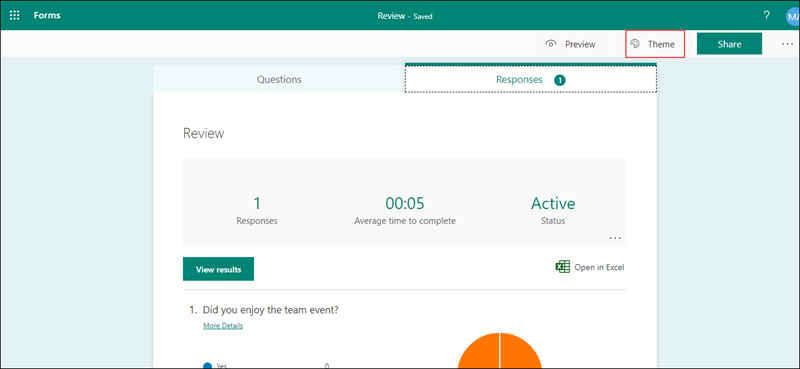 Forms
Review - Saved
?
MA
Preview
Theme
Share
...
Questions
Responses 1
Review
1 00:05 Active
Responses Average time to complete Status
...
View results
Open in Excel
1. Did you enjoy the team event?
More Details
Yes 0